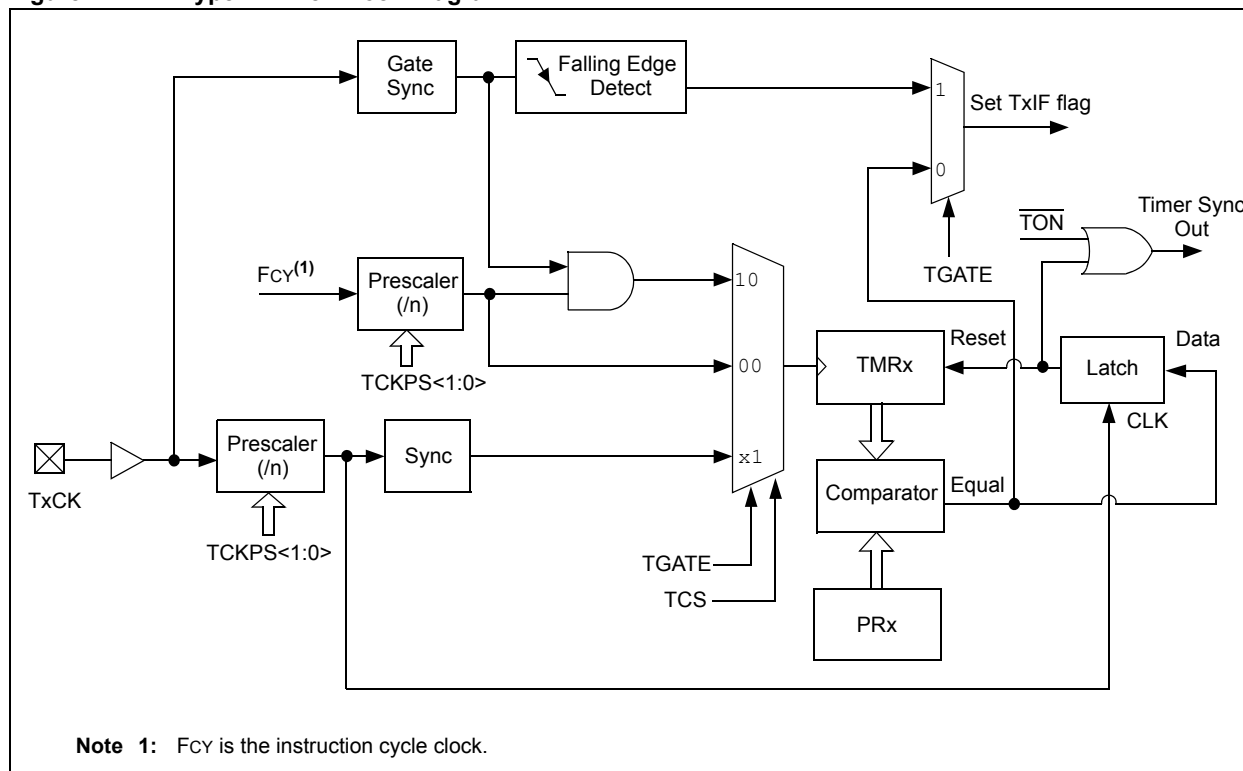 Gate
Sync
Falling Edge
Detect
1
Set TxIF flag
0
TGATE
TON
Timer Sync
Out
FCY(1)
Prescaler
(/n)
TCKPS<1:0>
10
00
x1
TMRx
Reset
Latch
Data
CLK
TxCK
Prescaler
(/n)
TCKPS<1:0>
Sync
TGATE
TCS
Comparator
Equal
PRx
Note 1: FCY is the instruction cycle clock.